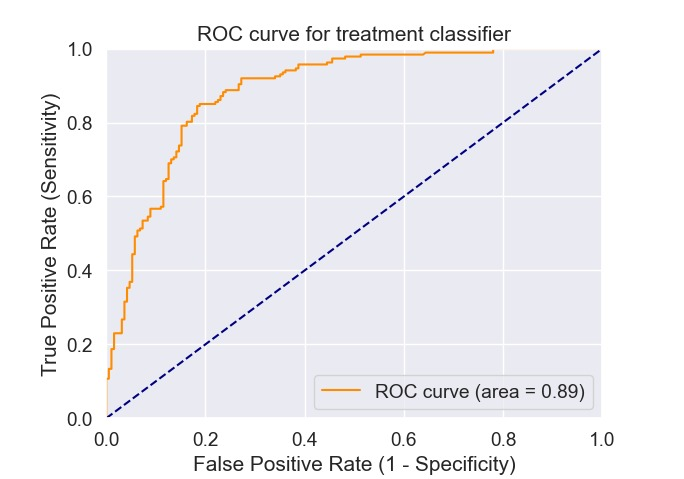 ROC curve for treatment classifier
True Positive Rate (Sensitivity)
1.0
0.8
0.6
0.4
0.2
0.0
ROC curve (area = 0.89)
0.0 0.2 0.4 0.6 0.8 1.0
False Positive Rate (1 - Specificity)